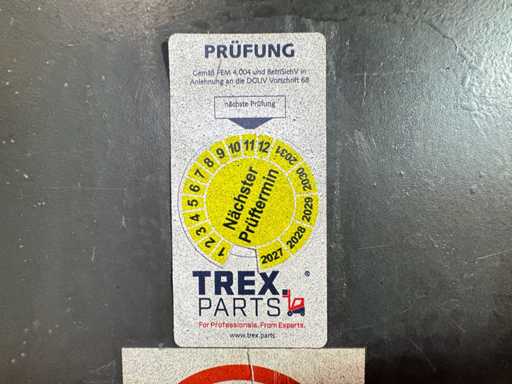 PRÜFUNG
Gemäß FEM 4.004 und BetrSichV in
Anlehnung an die DGUV Vorschrift 68
nächste Prüfung
1 2 3 4 5 6 7 8 9 10 11 12
2031 2030 2029 2028 2027
Nächster
Prüftermin
TREX.
PARTS
®
For Professionals. From Experts.
www.trex.parts